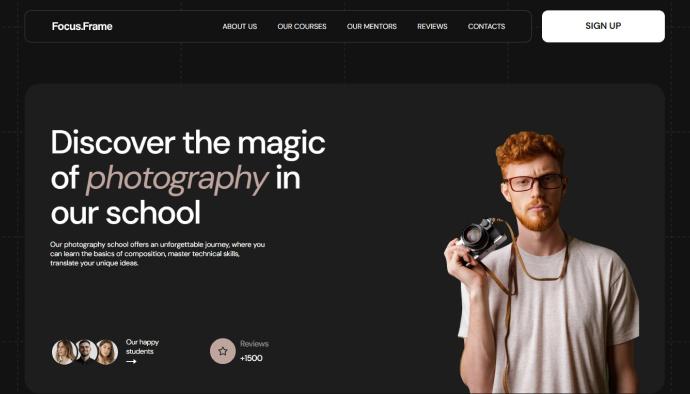 Focus.Frame
ABOUT US
OUR COURSES
OUR MENTORS
REVIEWS
CONTACTS
SIGN UP
Discover the magic
of photography in
our school
Our photography school offers an unforgettable journey, where you
can learn the basics of composition, master technical skills,
translate your unique ideas.
Our happy
students
→
Reviews
+1500